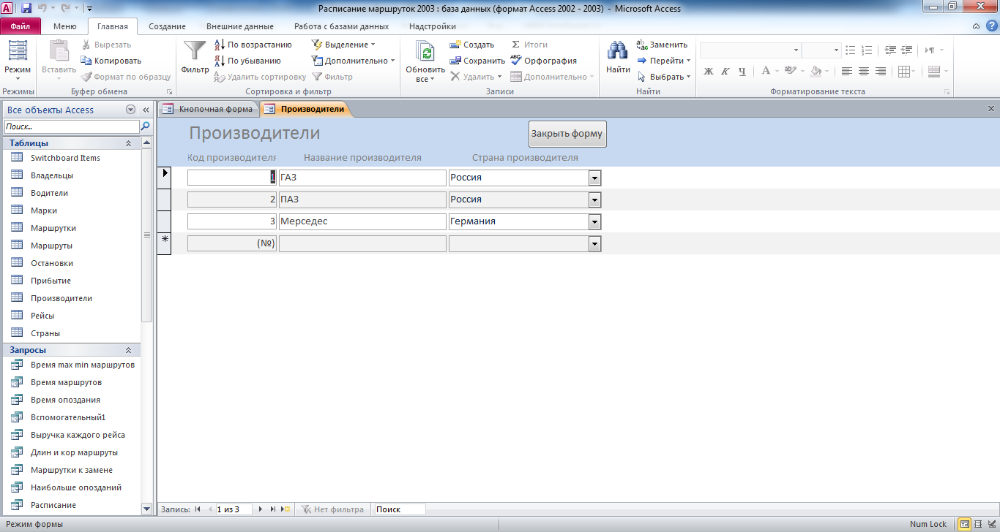 Расписание маршруток 2003 : база данных (формат Access 2002 - 2003) - Microsoft Access
Файл Меню Главная Создание Внешние данные Работа с базами данных Надстройки
Режим
Режимы
Вставить
Вырезать
Копировать
Формат по образцу
Буфер обмена
Фильтр
По возрастанию
По убыванию
Удалить сортировку
Выделение
Дополнительно
Фильтр
Сортировка и фильтр
Обновить все
Создать
Сохранить
Удалить
Итоги
Орфография
Дополнительно
Записи
Найти
Заменить
Перейти
Выбрать
Найти
Ж К Ч
Форматирование текста
Все объекты Access
Поиск...
Таблицы
Switchboard Items
Владельцы
Водители
Марки
Маршрутки
Маршруты
Остановки
Прибытие
Производители
Рейсы
Страны
Запросы
Время max min маршрутов
Время маршрутов
Время опоздания
Вспомогательный1
Выручка каждого рейса
Длин и кор маршруты
Маршрутки к замене
Наибольше опозданий
Расписание
Кнопочная форма Производители
Производители Закрыть форму
Код производителя Название производителя Страна производителя
1 ГАЗ Россия
2 ПАЗ Россия
3 Мерседес Германия
(№)
Запись: 1 из 3 Нет фильтра Поиск
Режим формы Num Lock